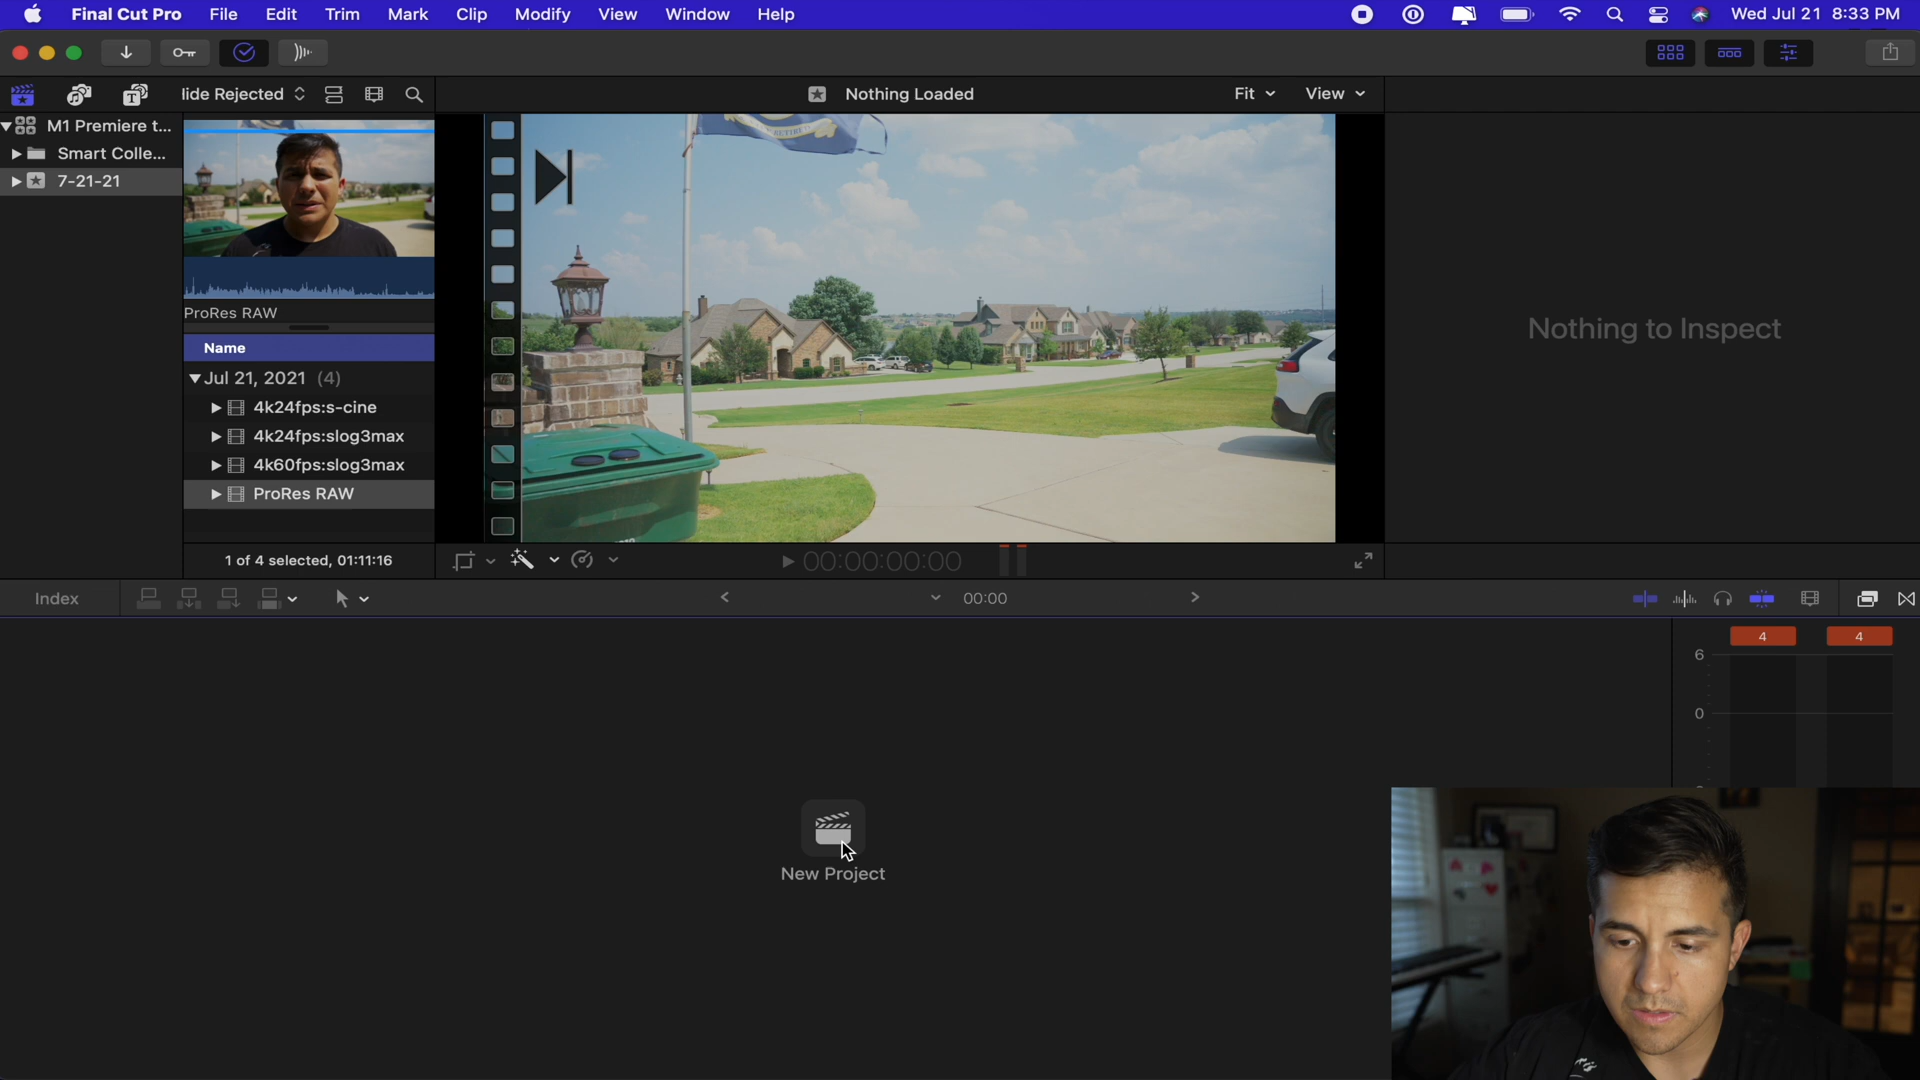 Final Cut Pro File Edit Trim Mark Clip Modify View Window Help Wed Jul 21 8:33 PM
lide Rejected Nothing Loaded Fit View
M1 Premiere t...
Smart Colle...
7-21-21
ProRes RAW
Name
Jul 21, 2021 (4)
4k24fps:s-cine
4k24fps:slog3max
4k60fps:slog3max
ProRes RAW
Nothing to Inspect
1 of 4 selected, 01:11:16
00:00:00:00
Index 00:00
4 4
6
0
New Project